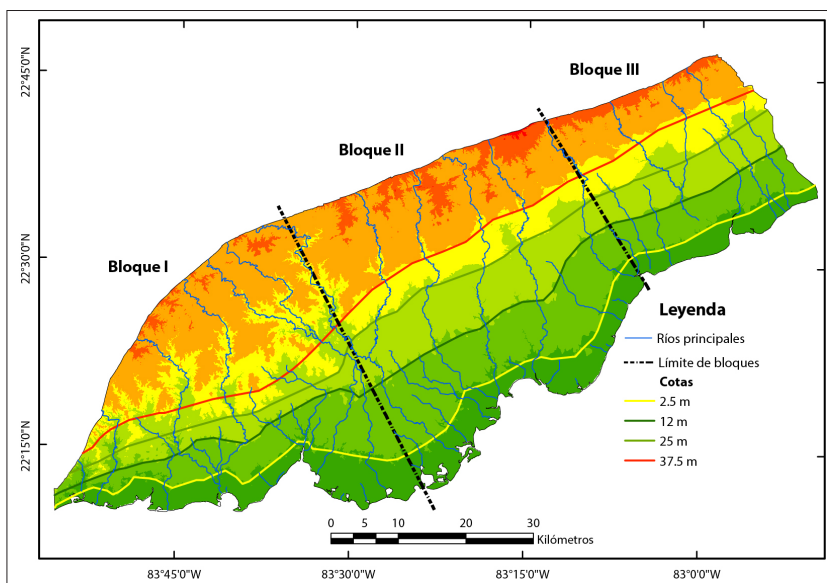 22°45'0"N
22°30'0"N
22°15'0"N
Bloque III
Bloque II
Bloque I
Leyenda
Ríos principales
Límite de bloques
Cotas
2.5 m
12 m
25 m
37.5 m
0 5 10 20 30
Kilómetros
83°45'0"W 83°30'0"W 83°15'0"W 83°0'0"W